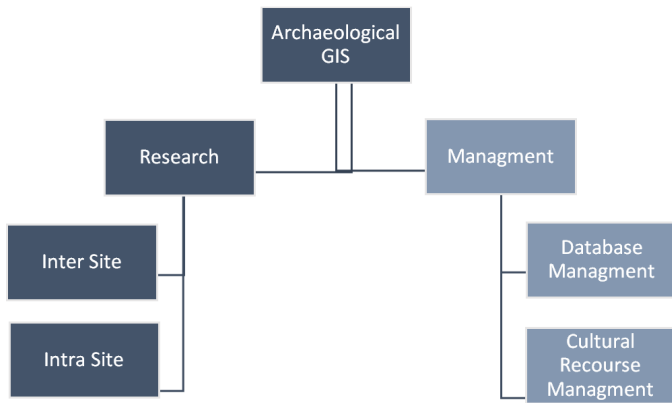 Archaeological
GIS
Research
Managment
Inter Site
Intra Site
Database
Managment
Cultural
Recourse
Managment